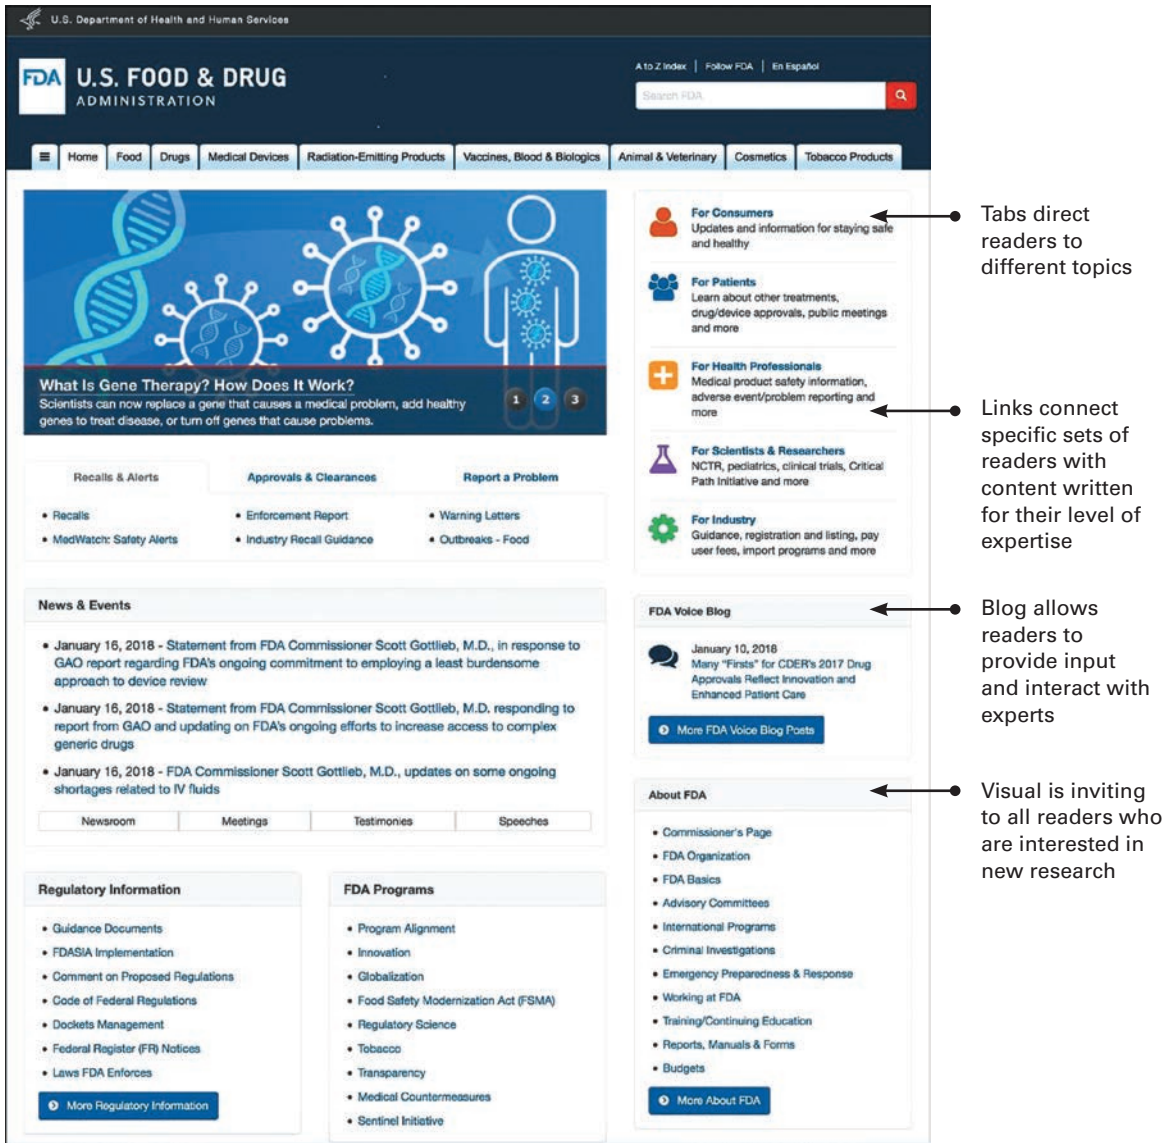 U.S. Department of Health and Human Services
FDA
U.S. FOOD & DRUG
ADMINISTRATION
A to Z Index | Follow FDA | En Español
Search FDA
Home
Food
Drugs
Medical Devices
Radiation-Emitting Products
Vaccines, Blood & Biologics
Animal & Veterinary
Cosmetics
Tobacco Products
What Is Gene Therapy? How Does It Work?
Scientists can now replace a gene that causes a medical problem, add healthy
genes to treat disease, or turn off genes that cause problems.
1 2 3
For Consumers
Updates and information for staying safe
and healthy
For Patients
Learn about other treatments,
drug/device approvals, public meetings
and more
For Health Professionals
Medical product safety information,
adverse event/problem reporting and
more
For Scientists & Researchers
NCTR, pediatrics, clinical trials, Critical
Path Initiative and more
For Industry
Guidance, registration and listing, pay
user fees, import programs and more
Tabs direct
readers to
different topics
Links connect
specific sets of
readers with
content written
for their level of
expertise
Recalls & Alerts
Approvals & Clearances
Report a Problem
• Recalls
• MedWatch: Safety Alerts
• Enforcement Report
• Industry Recall Guidance
• Warning Letters
• Outbreaks - Food
News & Events
• January 16, 2018 - Statement from FDA Commissioner Scott Gottlieb, M.D., in response to
GAO report regarding FDA's ongoing commitment to employing a least burdensome
approach to device review
• January 16, 2018 - Statement from FDA Commissioner Scott Gottlieb, M.D. responding to
report from GAO and updating on FDA's ongoing efforts to increase access to complex
generic drugs
• January 16, 2018 - FDA Commissioner Scott Gottlieb, M.D., updates on some ongoing
shortages related to IV fluids
Newsroom
Meetings
Testimonies
Speeches
FDA Voice Blog
January 10, 2018
Many "Firsts" for CDER's 2017 Drug
Approvals Reflect Innovation and
Enhanced Patient Care
More FDA Voice Blog Posts
Blog allows
readers to
provide input
and interact with
experts
About FDA
• Commissioner's Page
• FDA Organization
• FDA Basics
• Advisory Committees
• International Programs
• Criminal Investigations
• Emergency Preparedness & Response
• Working at FDA
• Training/Continuing Education
• Reports, Manuals & Forms
• Budgets
More About FDA
Visual is inviting
to all readers who
are interested in
new research
Regulatory Information
• Guidance Documents
• FDASIA Implementation
• Comment on Proposed Regulations
• Code of Federal Regulations
• Dockets Management
• Federal Register (FR) Notices
• Laws FDA Enforces
More Regulatory Information
FDA Programs
• Program Alignment
• Innovation
• Globalization
• Food Safety Modernization Act (FSMA)
• Regulatory Science
• Tobacco
• Transparency
• Medical Countermeasures
• Sentinel Initiative